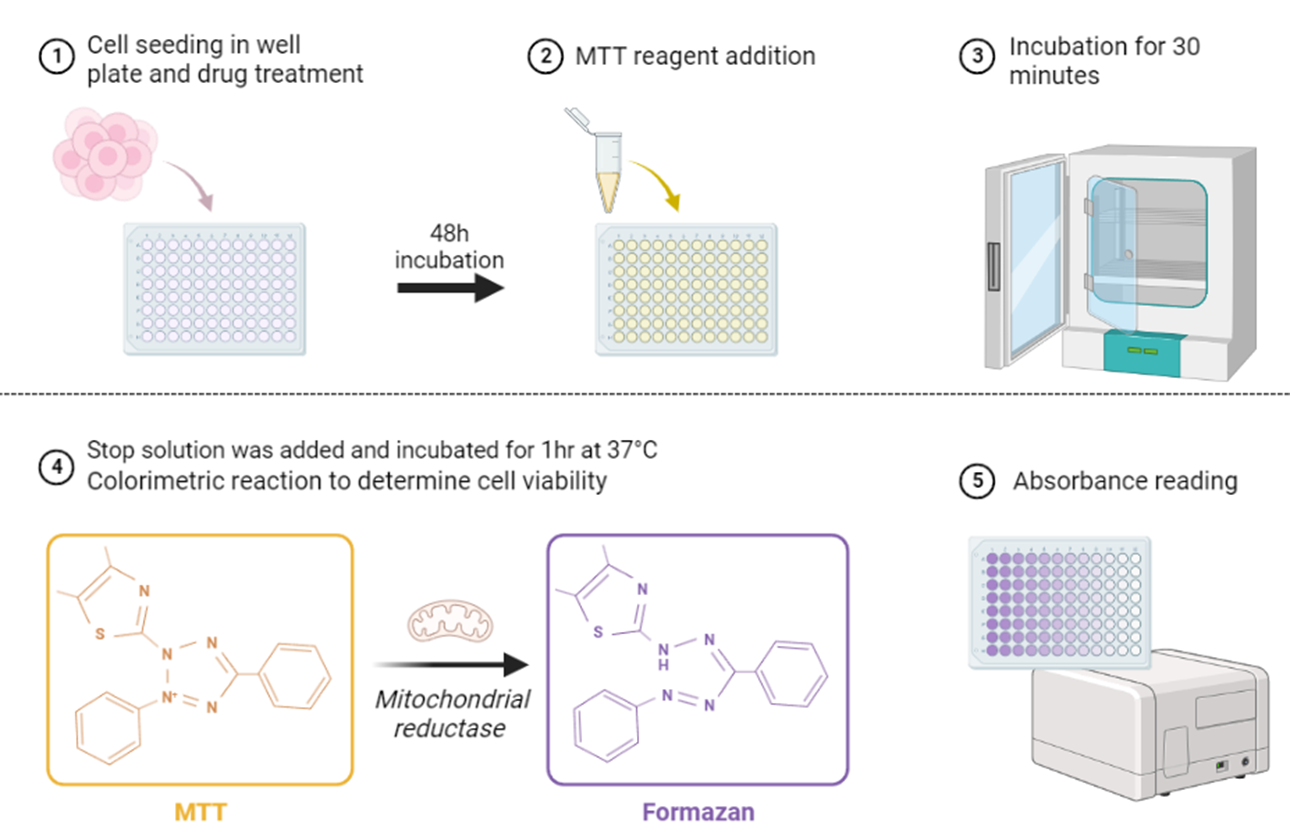 1 Cell seeding in well
plate and drug treatment
2 MTT reagent addition
3 Incubation for 30
minutes
48h
incubation
4 Stop solution was added and incubated for 1hr at 37°C
Colorimetric reaction to determine cell viability
5 Absorbance reading
N
S
N
N
N+
N
Mitochondrial
reductase
N
S
N
H
N
N
N
MTT
Formazan